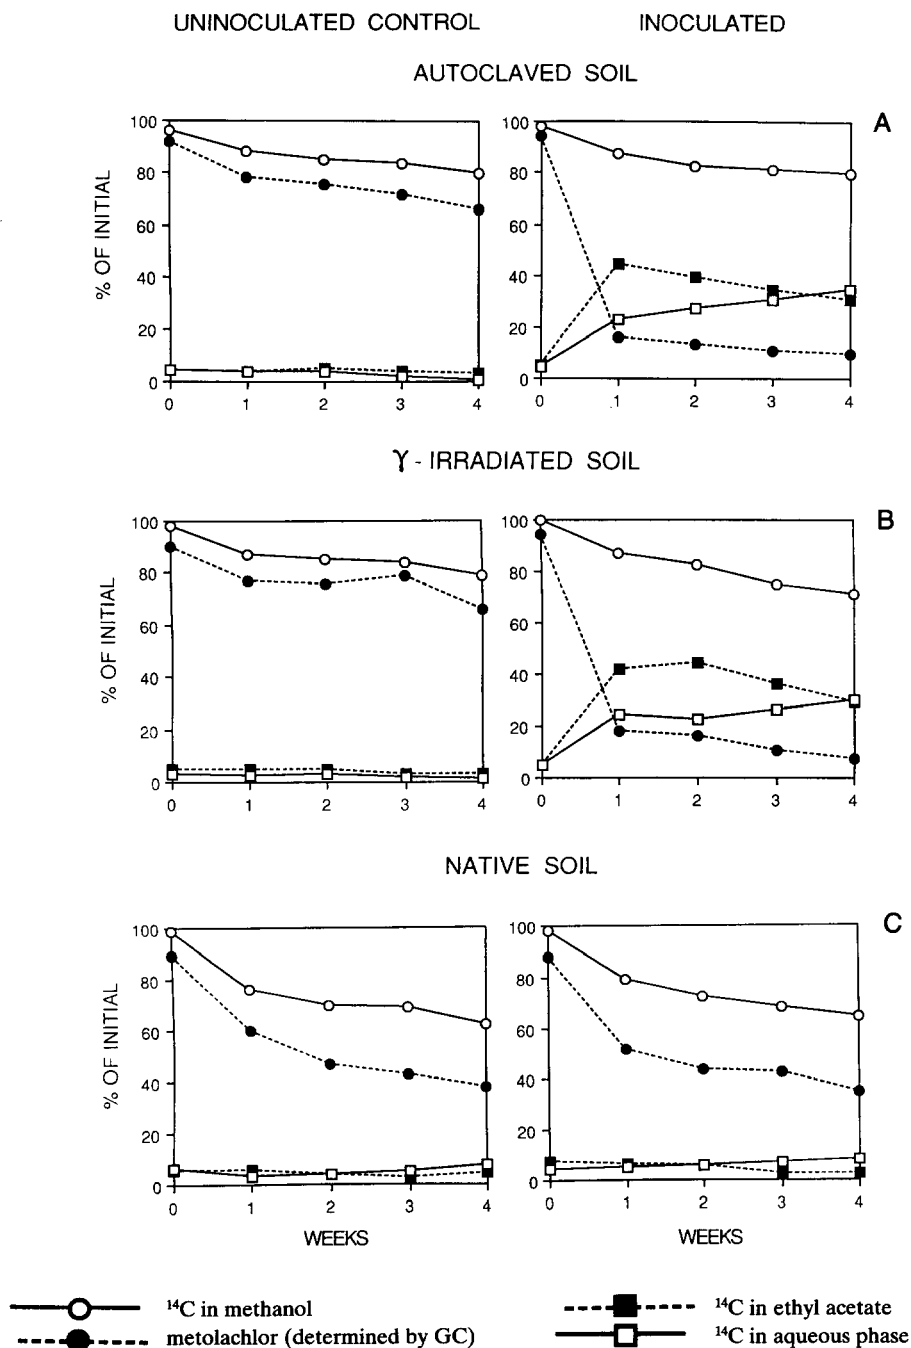 UNINOCULATED CONTROL INOCULATED
AUTOCLAVED SOIL
A
% OF INITIAL
100
80
60
40
20
0
0 1 2 3 4
100
80
60
40
20
0
0 1 2 3 4
γ - IRRADIATED SOIL
B
% OF INITIAL
100
80
60
40
20
0
0 1 2 3 4
100
80
60
40
20
0
0 1 2 3 4
NATIVE SOIL
C
% OF INITIAL
100
80
60
40
20
0
0 1 2 3 4
WEEKS
100
80
60
40
20
0
0 1 2 3 4
WEEKS
¹⁴C in methanol
metolachlor (determined by GC)
¹⁴C in ethyl acetate
¹⁴C in aqueous phase